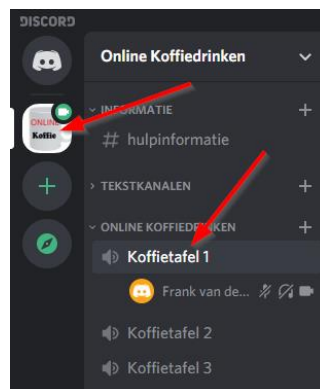 DISCORD
Online Koffiedrinken
ONLINE
Koffie
INFORMATIE
# hulpinformatie
TEKSTKANALEN
ONLINE KOFFIEDRINKEN
Koffietafel 1
Frank van de...
Koffietafel 2
Koffietafel 3